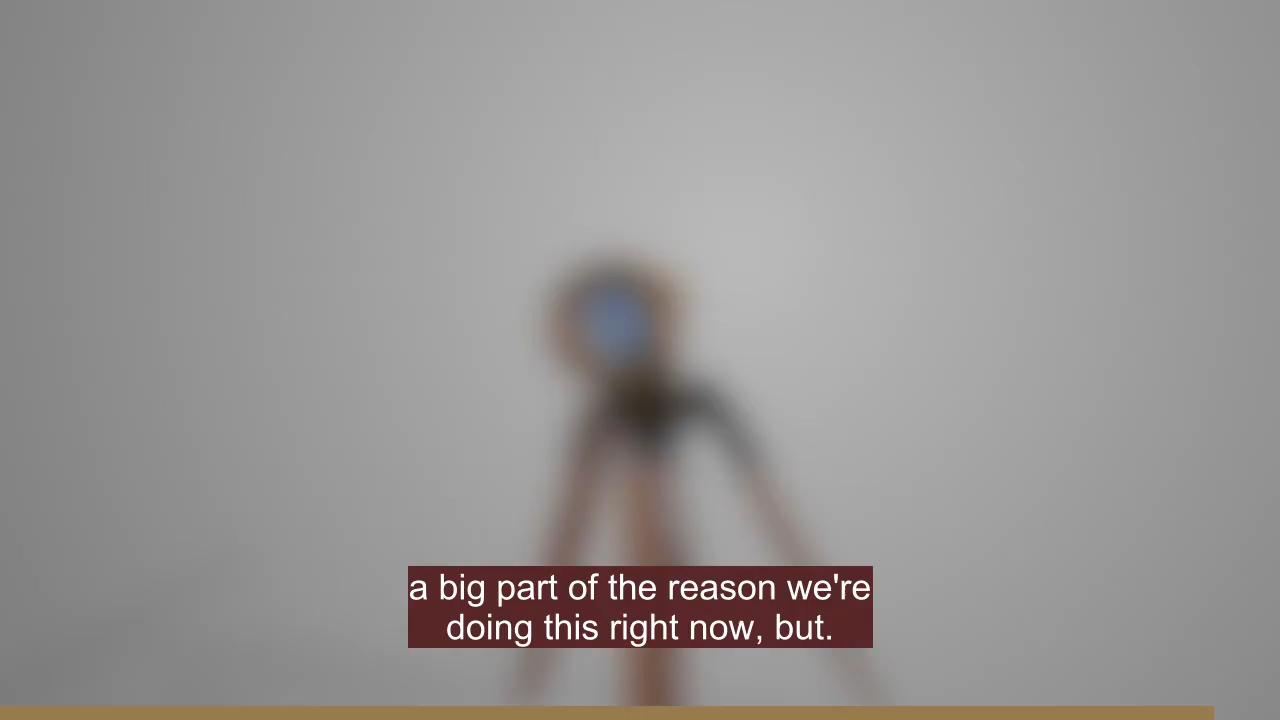 a big part of the reason we're
doing this right now, but.